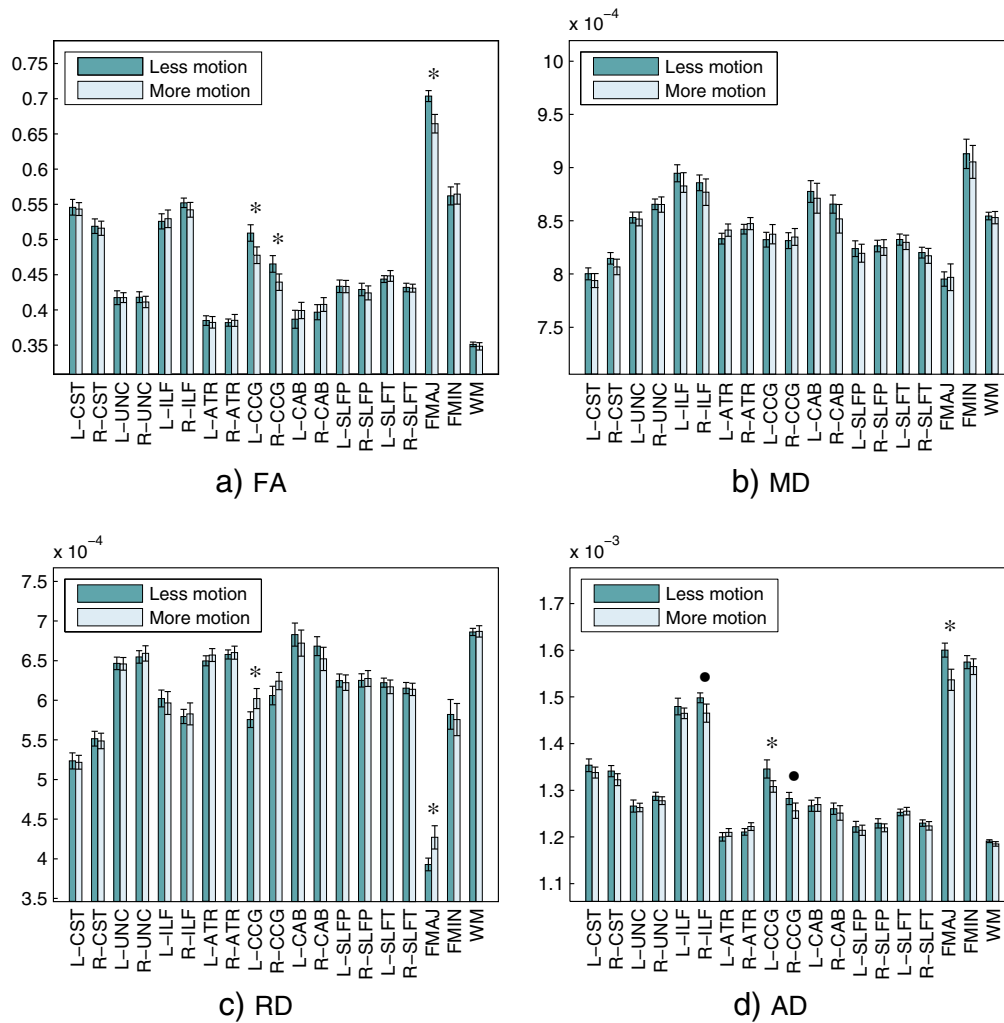 x 10⁻⁴
0.75
0.7
0.65
0.6
0.55
0.5
0.45
0.4
0.35
Less motion
More motion
*
*
*
L-CST
R-CST
L-UNC
R-UNC
L-ILF
R-ILF
L-ATR
R-ATR
L-CCG
R-CCG
L-CAB
R-CAB
L-SLFP
R-SLFP
L-SLFT
R-SLFT
FMAJ
FMIN
WM
a) FA
10
9.5
9
8.5
8
7.5
Less motion
More motion
L-CST
R-CST
L-UNC
R-UNC
L-ILF
R-ILF
L-ATR
R-ATR
L-CCG
R-CCG
L-CAB
R-CAB
L-SLFP
R-SLFP
L-SLFT
R-SLFT
FMAJ
FMIN
WM
b) MD
x 10⁻⁴
7.5
7
6.5
6
5.5
5
4.5
4
3.5
Less motion
More motion
*
*
L-CST
R-CST
L-UNC
R-UNC
L-ILF
R-ILF
L-ATR
R-ATR
L-CCG
R-CCG
L-CAB
R-CAB
L-SLFP
R-SLFP
L-SLFT
R-SLFT
FMAJ
FMIN
WM
c) RD
x 10⁻³
1.7
1.6
1.5
1.4
1.3
1.2
1.1
Less motion
More motion
●
*
●
*
L-CST
R-CST
L-UNC
R-UNC
L-ILF
R-ILF
L-ATR
R-ATR
L-CCG
R-CCG
L-CAB
R-CAB
L-SLFP
R-SLFP
L-SLFT
R-SLFT
FMAJ
FMIN
WM
d) AD